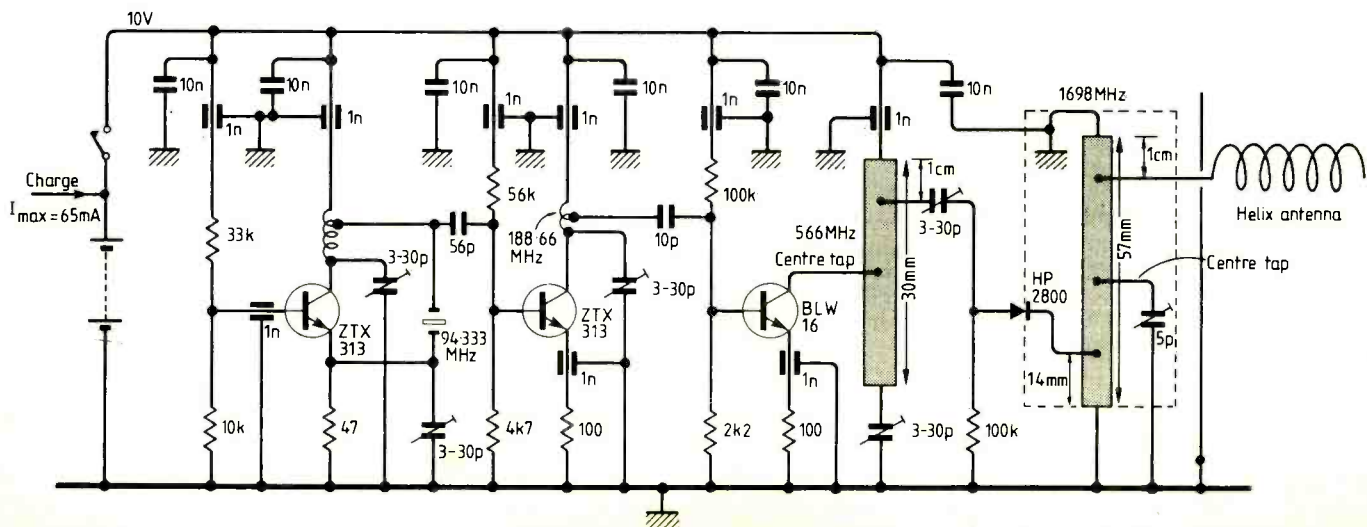 10V
10n
10n
1n
1n
10n
1n
1n
10n
1n
10n
1n
10n
1698MHz
1cm
Helix antenna
Charge
I max = 65mA
33k
3-30p
56p
56k
188·66
MHz
10p
3-30p
100k
566MHz
Centre tap
1cm
3-30p
30mm
57mm
Centre tap
HP
2800
5p
14mm
1n
ZTX
313
94·333
MHz
ZTX
313
1n
BLW
16
1n
10k
47
3-30p
4k7
100
2k2
100
3-30p
100k